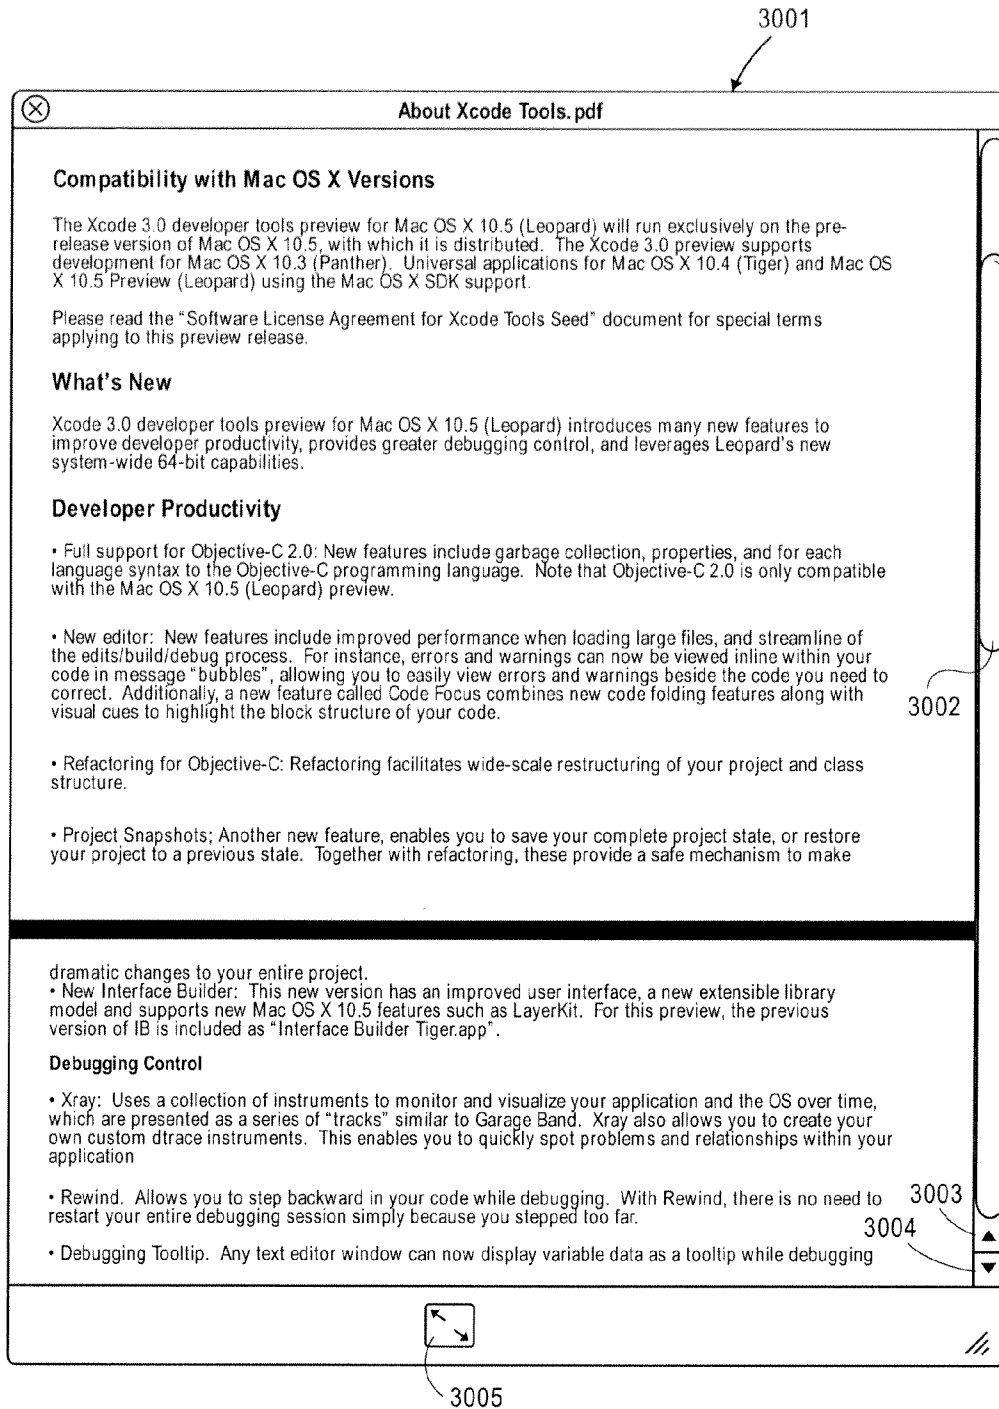 3001
About Xcode Tools.pdf
Compatibility with Mac OS X Versions
The Xcode 3.0 developer tools preview for Mac OS X 10.5 (Leopard) will run exclusively on the pre-
release version of Mac OS X 10.5, with which it is distributed. The Xcode 3.0 preview supports
development for Mac OS X 10.3 (Panther). Universal applications for Mac OS X 10.4 (Tiger) and Mac OS
X 10.5 Preview (Leopard) using the Mac OS X SDK support.
Please read the “Software License Agreement for Xcode Tools Seed” document for special terms
applying to this preview release.
What's New
Xcode 3.0 developer tools preview for Mac OS X 10.5 (Leopard) introduces many new features to
improve developer productivity, provides greater debugging control, and leverages Leopard's new
system-wide 64-bit capabilities.
Developer Productivity
• Full support for Objective-C 2.0: New features include garbage collection, properties, and for each
language syntax to the Objective-C programming language. Note that Objective-C 2.0 is only compatible
with the Mac OS X 10.5 (Leopard) preview.
• New editor: New features include improved performance when loading large files, and streamline of
the edits/build/debug process. For instance, errors and warnings can now be viewed inline within your
code in message “bubbles”, allowing you to easily view errors and warnings beside the code you need to
correct. Additionally, a new feature called Code Focus combines new code folding features along with
visual cues to highlight the block structure of your code.
3002
• Refactoring for Objective-C: Refactoring facilitates wide-scale restructuring of your project and class
structure.
• Project Snapshots; Another new feature, enables you to save your complete project state, or restore
your project to a previous state. Together with refactoring, these provide a safe mechanism to make
dramatic changes to your entire project.
• New Interface Builder: This new version has an improved user interface, a new extensible library
model and supports new Mac OS X 10.5 features such as LayerKit. For this preview, the previous
version of IB is included as “Interface Builder Tiger.app”.
Debugging Control
• Xray: Uses a collection of instruments to monitor and visualize your application and the OS over time,
which are presented as a series of “tracks” similar to Garage Band. Xray also allows you to create your
own custom dtrace instruments. This enables you to quickly spot problems and relationships within your
application
• Rewind. Allows you to step backward in your code while debugging. With Rewind, there is no need to
restart your entire debugging session simply because you stepped too far.
3003
3004
• Debugging Tooltip. Any text editor window can now display variable data as a tooltip while debugging
3005